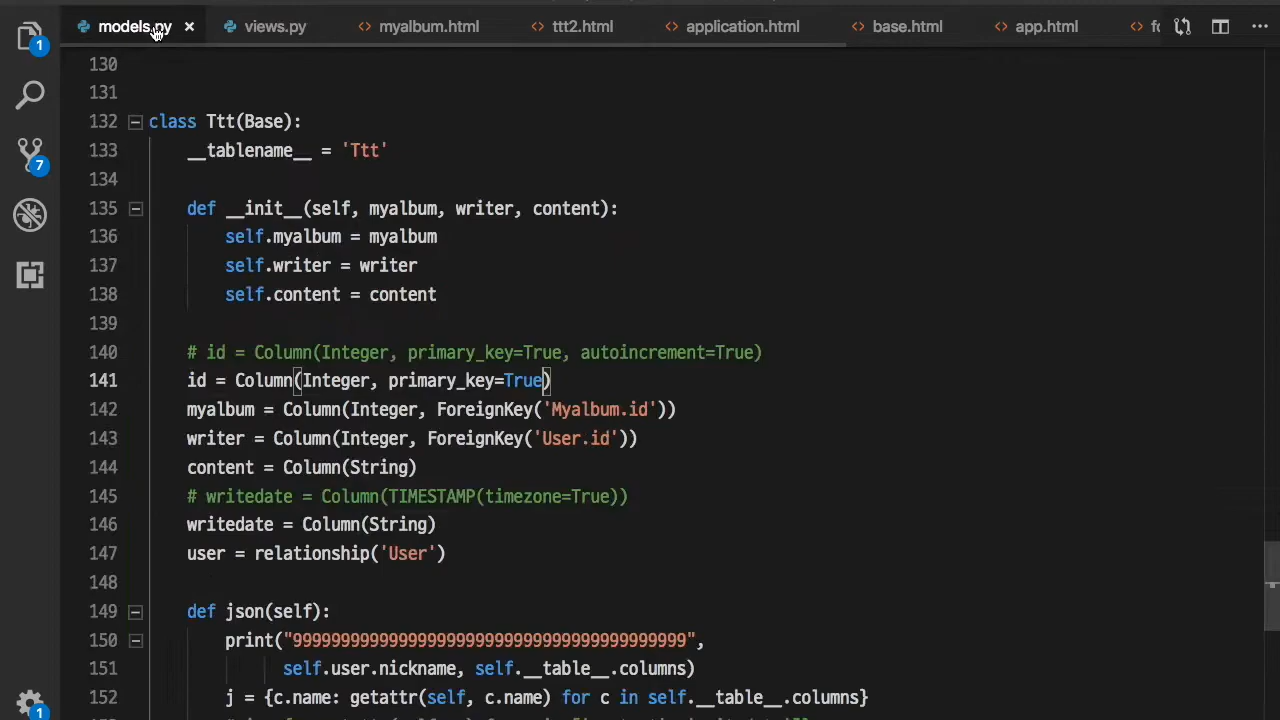 models.py × views.py myalbum.html ttt2.html application.html base.html app.html
1
7
1
130
131
132 class Ttt(Base):
133 __tablename__ = 'Ttt'
134
135 def __init__(self, myalbum, writer, content):
136 self.myalbum = myalbum
137 self.writer = writer
138 self.content = content
139
140 # id = Column(Integer, primary_key=True, autoincrement=True)
141 id = Column(Integer, primary_key=True)
142 myalbum = Column(Integer, ForeignKey('Myalbum.id'))
143 writer = Column(Integer, ForeignKey('User.id'))
144 content = Column(String)
145 # writedate = Column(TIMESTAMP(timezone=True))
146 writedate = Column(String)
147 user = relationship('User')
148
149 def json(self):
150 print("99999999999999999999999999999999999999999",
151 self.user.nickname, self.__table__.columns)
152 j = {c.name: getattr(self, c.name) for c in self.__table__.columns}